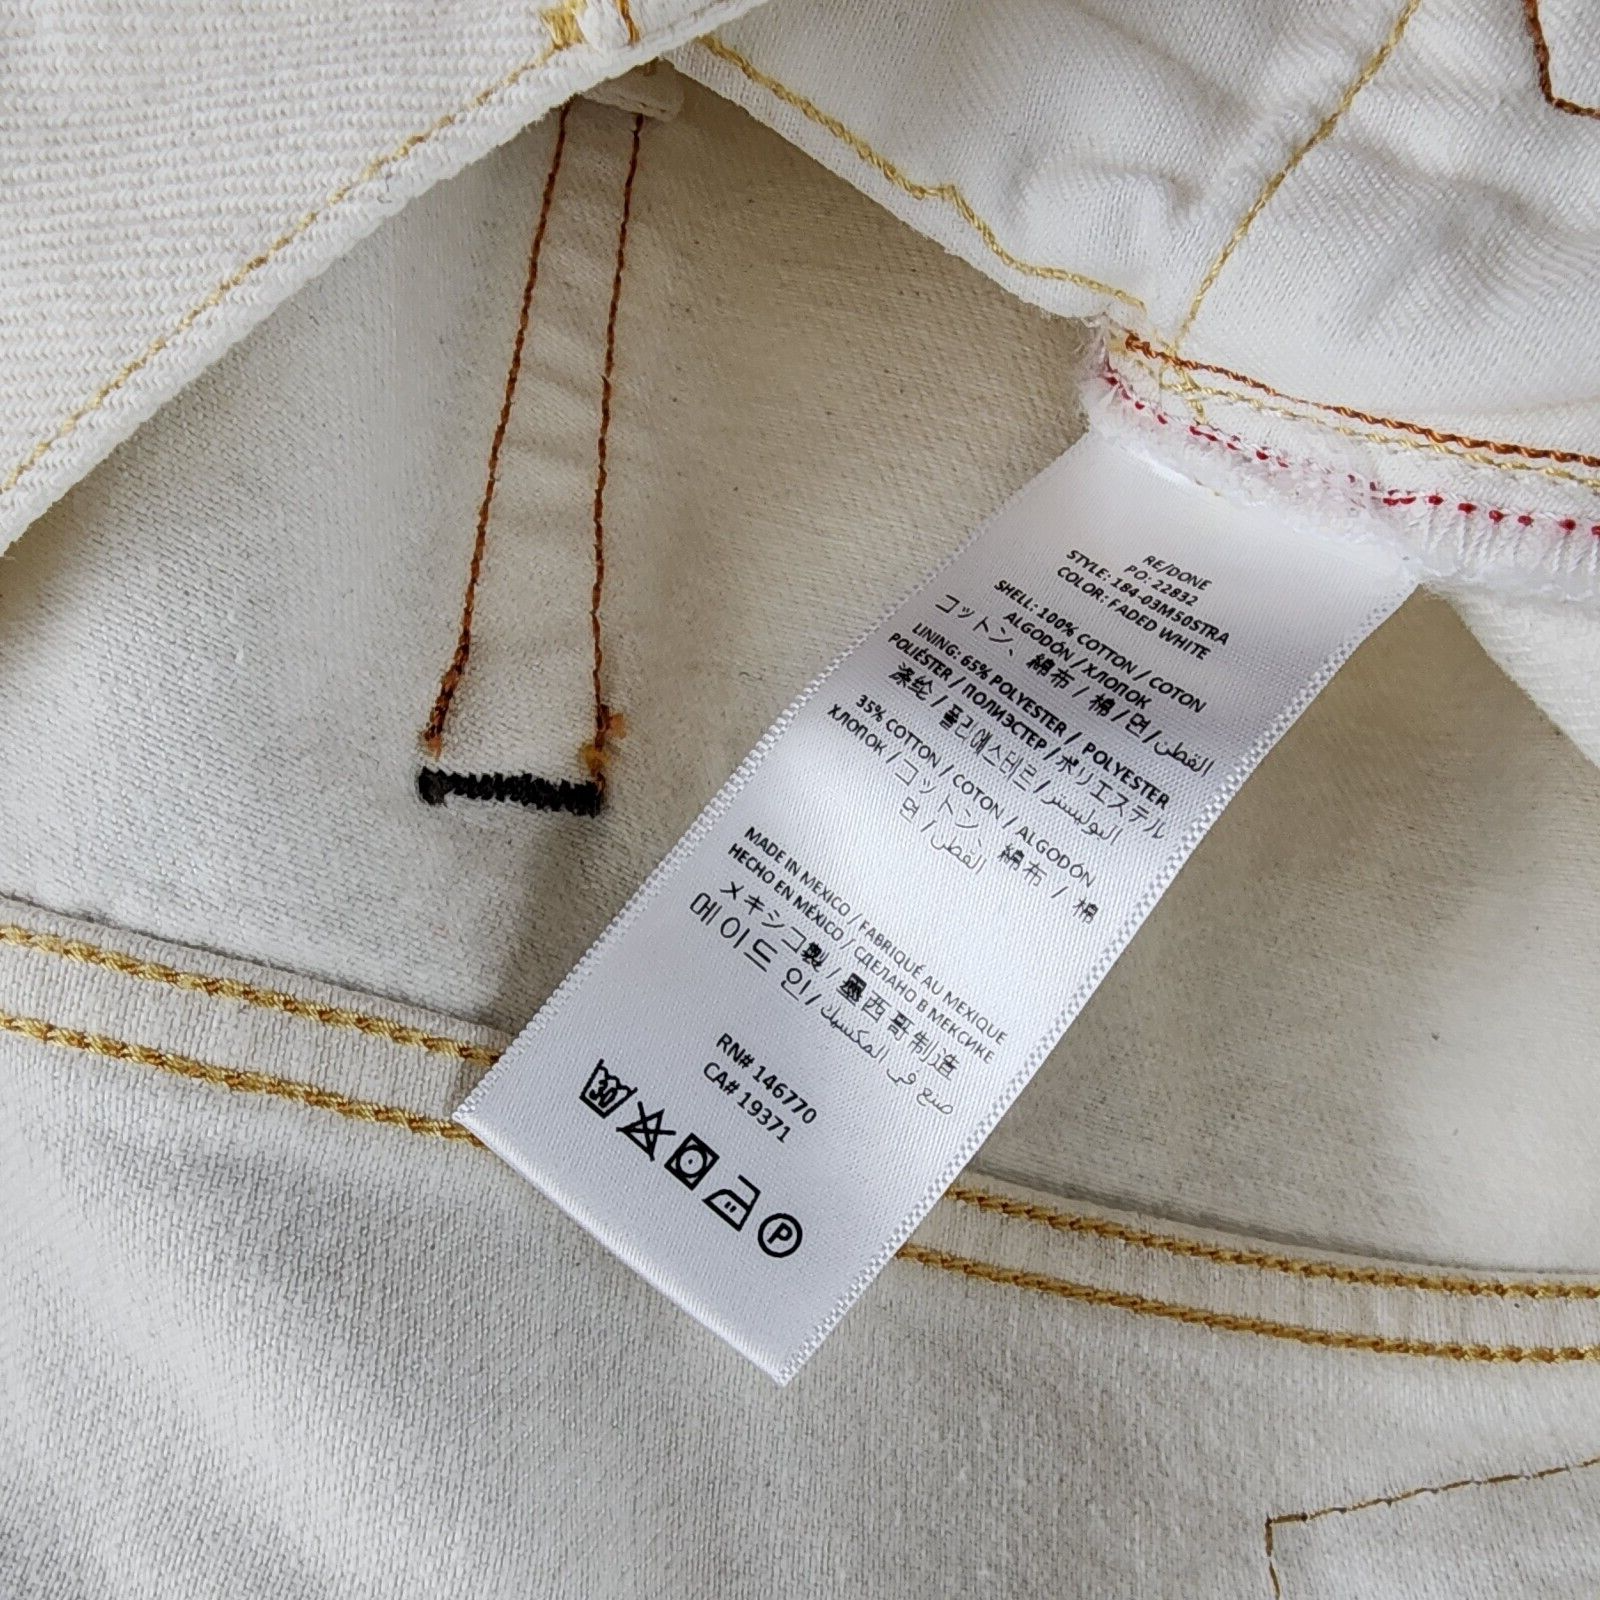 RE/DONE
PO: 22832
STYLE: 184-03M50STRA
COLOR: FADED WHITE
SHELL: 100% COTTON / COTON
ALGODÓN / ХЛОПОК
コットン、綿布 / 棉 / 면 / القطن
LINING: 65% POLYESTER / POLYESTER
POLIÉSTER / ПОЛИЭСТЕР / ポリエステル
涤纶 / 폴리에스테르 / البوليستر
35% COTTON / COTON / ALGODÓN
ХЛОПОК / コットン、綿布 / 棉
면 / القطن
MADE IN MEXICO / FABRIQUÉ AU MEXIQUE
HECHO EN MÉXICO / СДЕЛАНО В МЕКСИКЕ
メキシコ製 / 墨西哥制造
메이드 인 / صنع في المكسيك
RN# 146770
CA# 19371
30
P